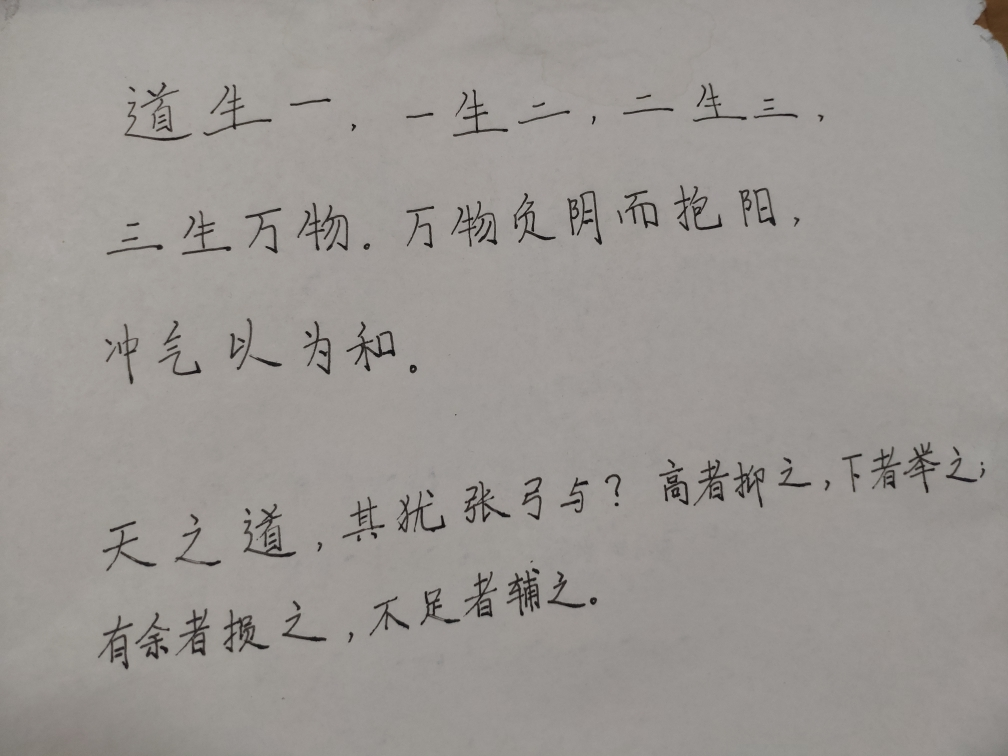 道生一，一生二，二生三，
三生万物。万物负阴而抱阳，
冲气以为和。
天之道，其犹张弓与？高者抑之，下者举之；
有余者损之，不足者辅之。